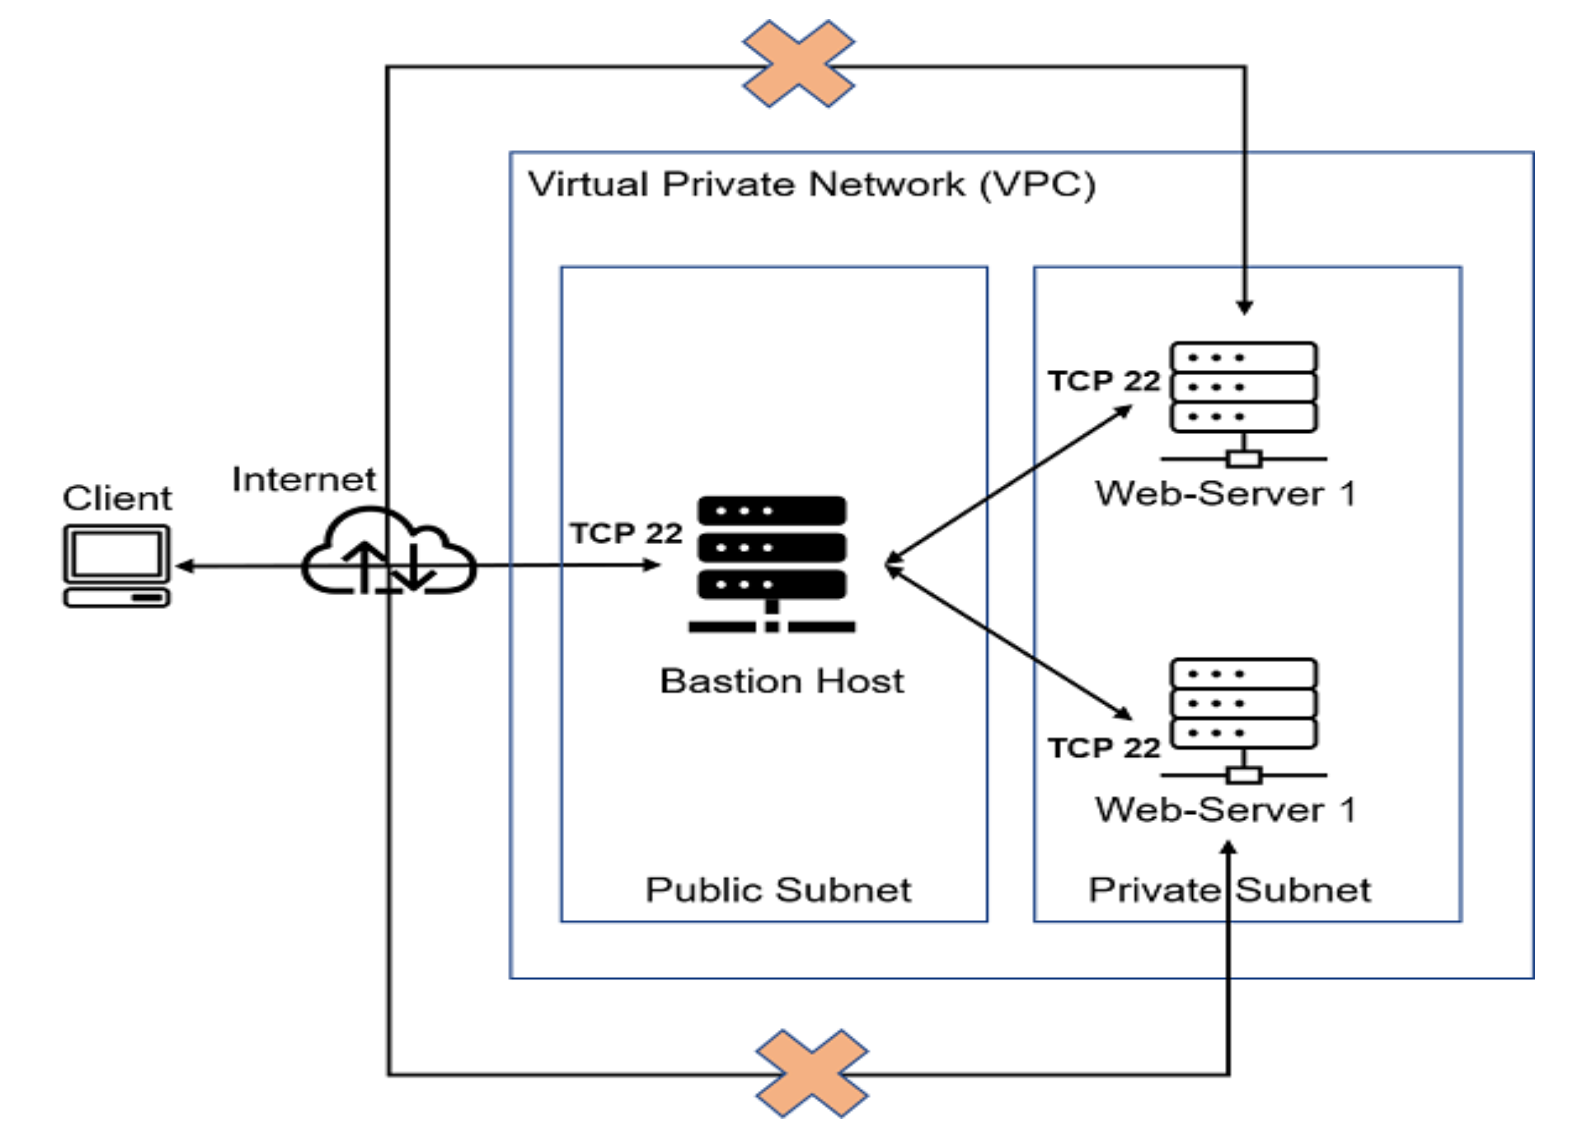 Virtual Private Network (VPC)
Client
Internet
TCP 22
Bastion Host
Public Subnet
TCP 22
Web-Server 1
TCP 22
Web-Server 1
Private Subnet